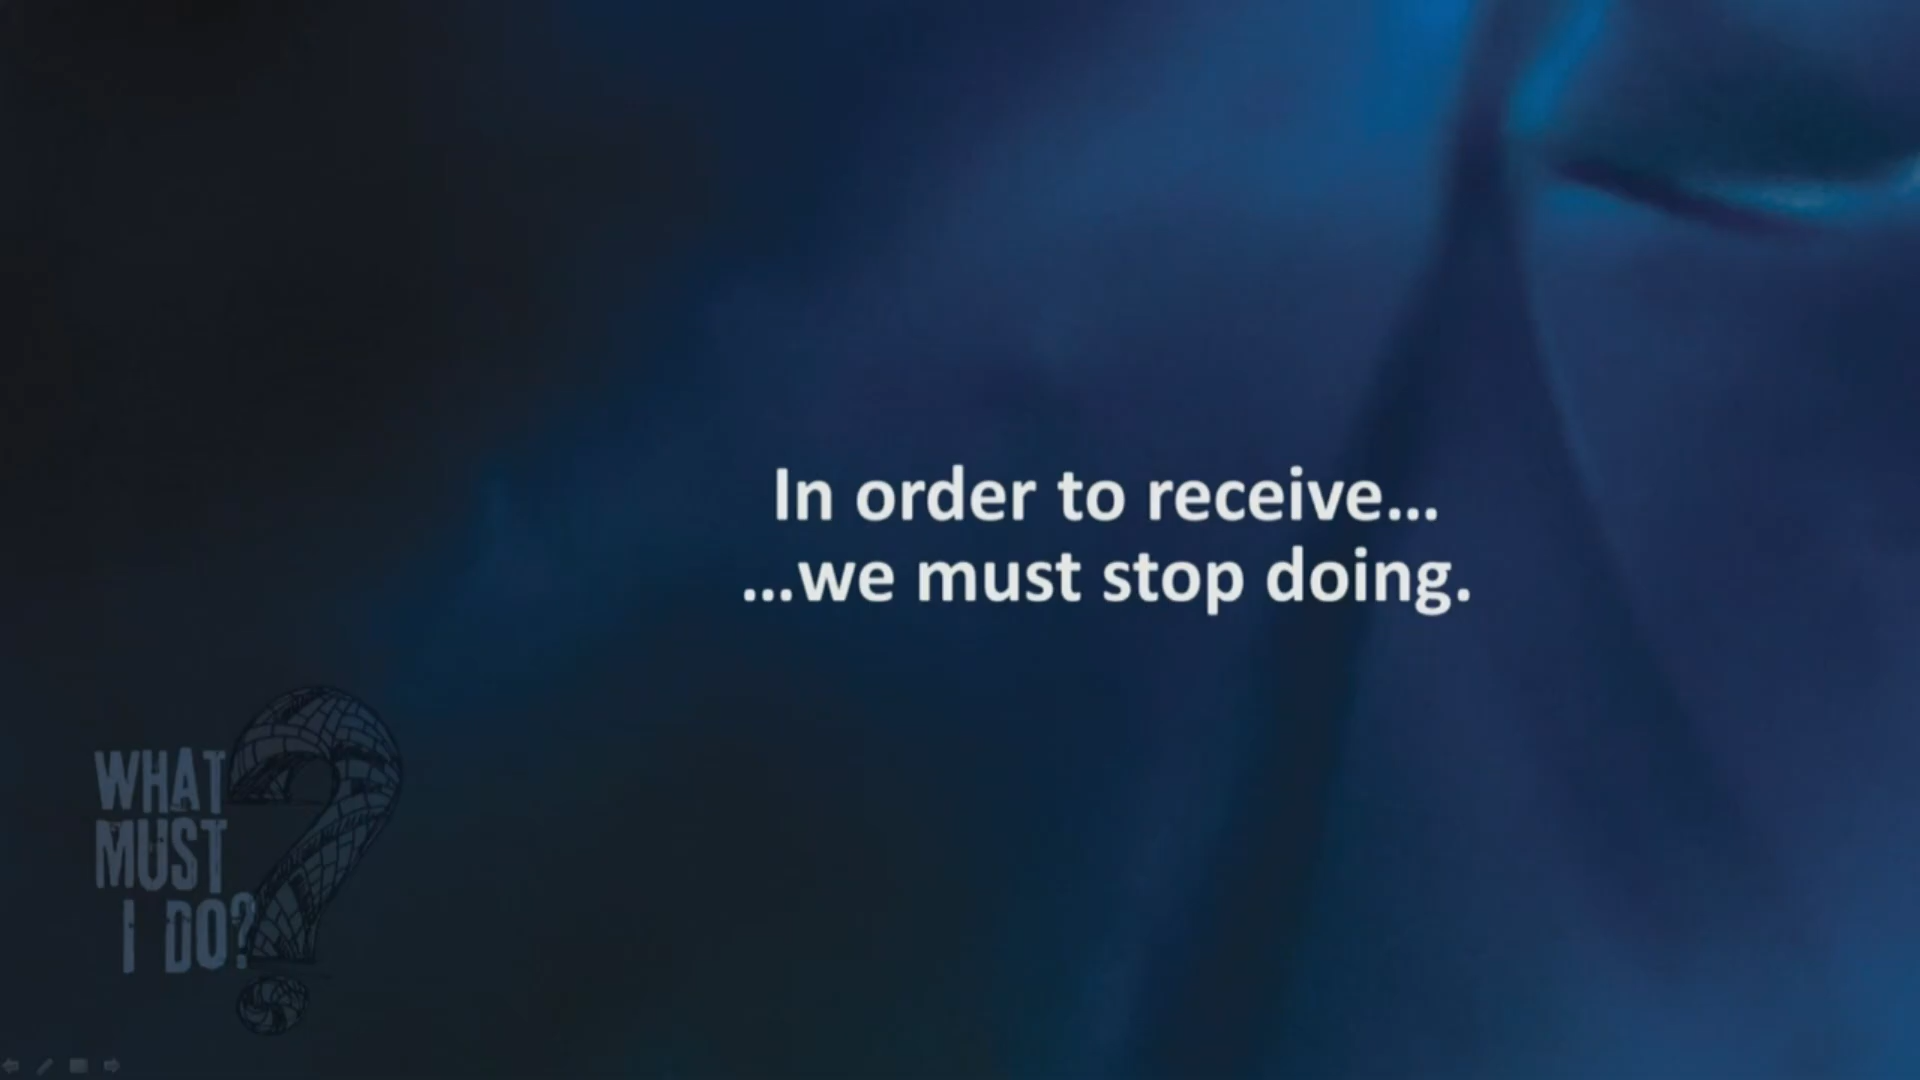 In order to receive...
...we must stop doing.
WHAT
MUST
I DO?